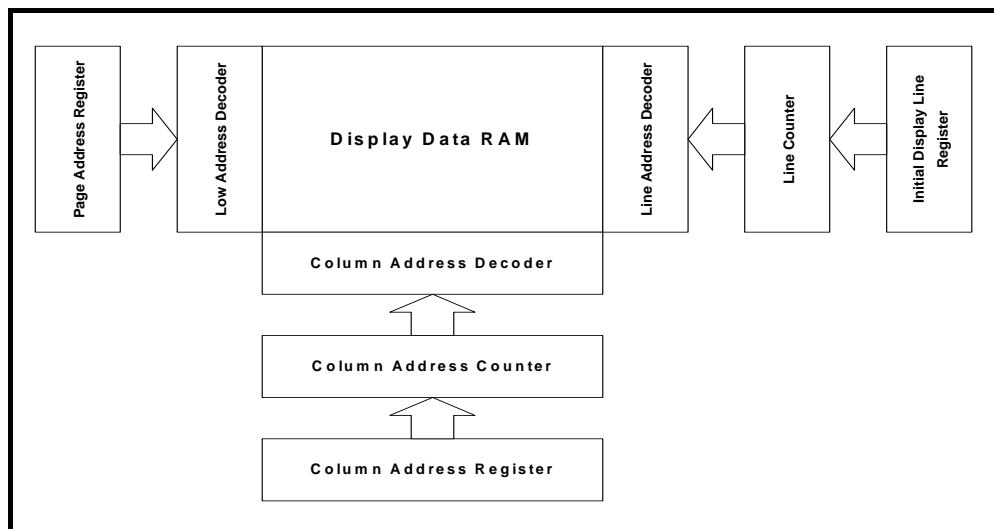 Page Address Register
Low Address Decoder
Display Data RAM
Line Address Decoder
Line Counter
Initial Display Line
Register
Column Address Decoder
Column Address Counter
Column Address Register